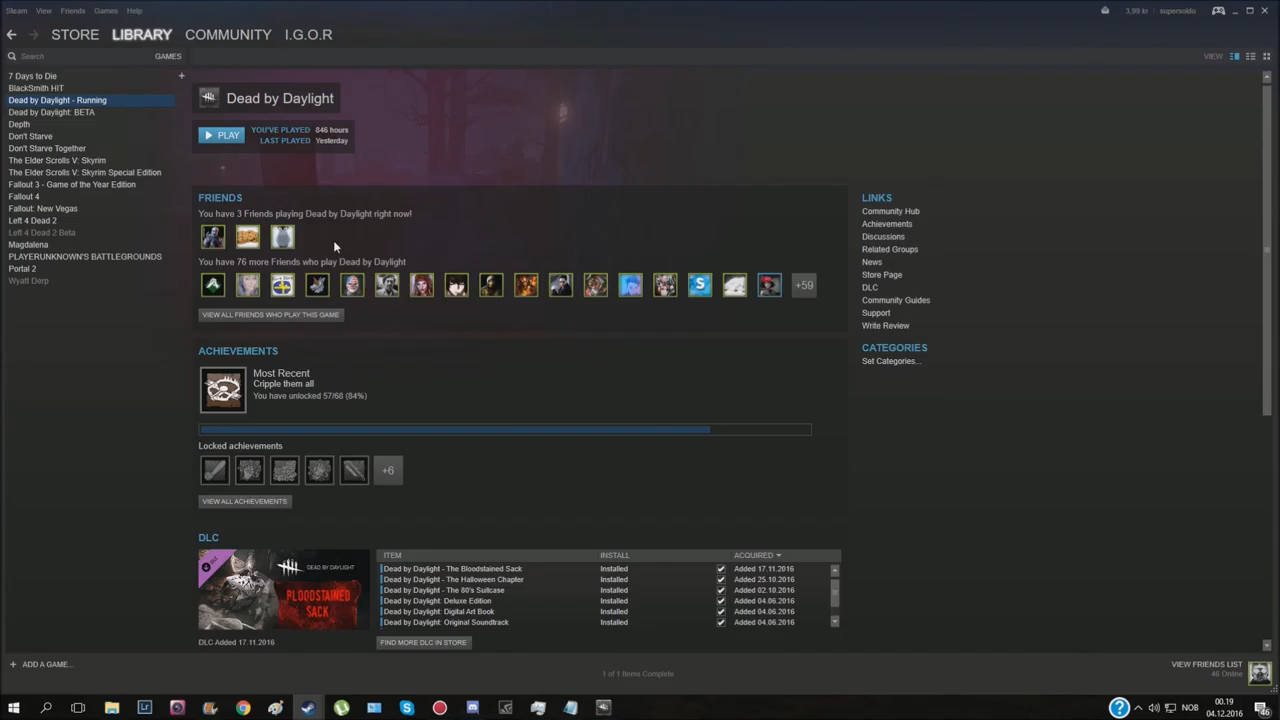 Steam View Friends Games Help
3,99 kr supersoldo
STORE LIBRARY COMMUNITY I.G.O.R
Search GAMES
VIEW
7 Days to Die
BlackSmith HIT
Dead by Daylight - Running
Dead by Daylight: BETA
Depth
Don't Starve
Don't Starve Together
The Elder Scrolls V: Skyrim
The Elder Scrolls V: Skyrim Special Edition
Fallout 3 - Game of the Year Edition
Fallout 4
Fallout: New Vegas
Left 4 Dead 2
Left 4 Dead 2 Beta
Magdalena
PLAYERUNKNOWN'S BATTLEGROUNDS
Portal 2
Wyatt Derp
Dead by Daylight
PLAY
YOU'VE PLAYED 846 hours
LAST PLAYED Yesterday
FRIENDS
You have 3 Friends playing Dead by Daylight right now!
You have 76 more Friends who play Dead by Daylight
+59
VIEW ALL FRIENDS WHO PLAY THIS GAME
ACHIEVEMENTS
Most Recent
Cripple them all
You have unlocked 57/68 (84%)
Locked achievements
+6
VIEW ALL ACHIEVEMENTS
DLC
DEAD BY DAYLIGHT
BLOODSTAINED
SACK
DLC Added 17.11.2016
ITEM INSTALL ACQUIRED
Dead by Daylight - The Bloodstained Sack Installed Added 17.11.2016
Dead by Daylight - The Halloween Chapter Installed Added 25.10.2016
Dead by Daylight - The 80's Suitcase Installed Added 02.10.2016
Dead by Daylight: Deluxe Edition Installed Added 04.06.2016
Dead by Daylight: Digital Art Book Installed Added 04.06.2016
Dead by Daylight: Original Soundtrack Installed Added 04.06.2016
FIND MORE DLC IN STORE
LINKS
Community Hub
Achievements
Discussions
Related Groups
News
Store Page
DLC
Community Guides
Support
Write Review
CATEGORIES
Set Categories...
+ ADD A GAME...
1 of 1 Items Complete
VIEW FRIENDS LIST
46 Online
NOB
00.19
04.12.2016
46